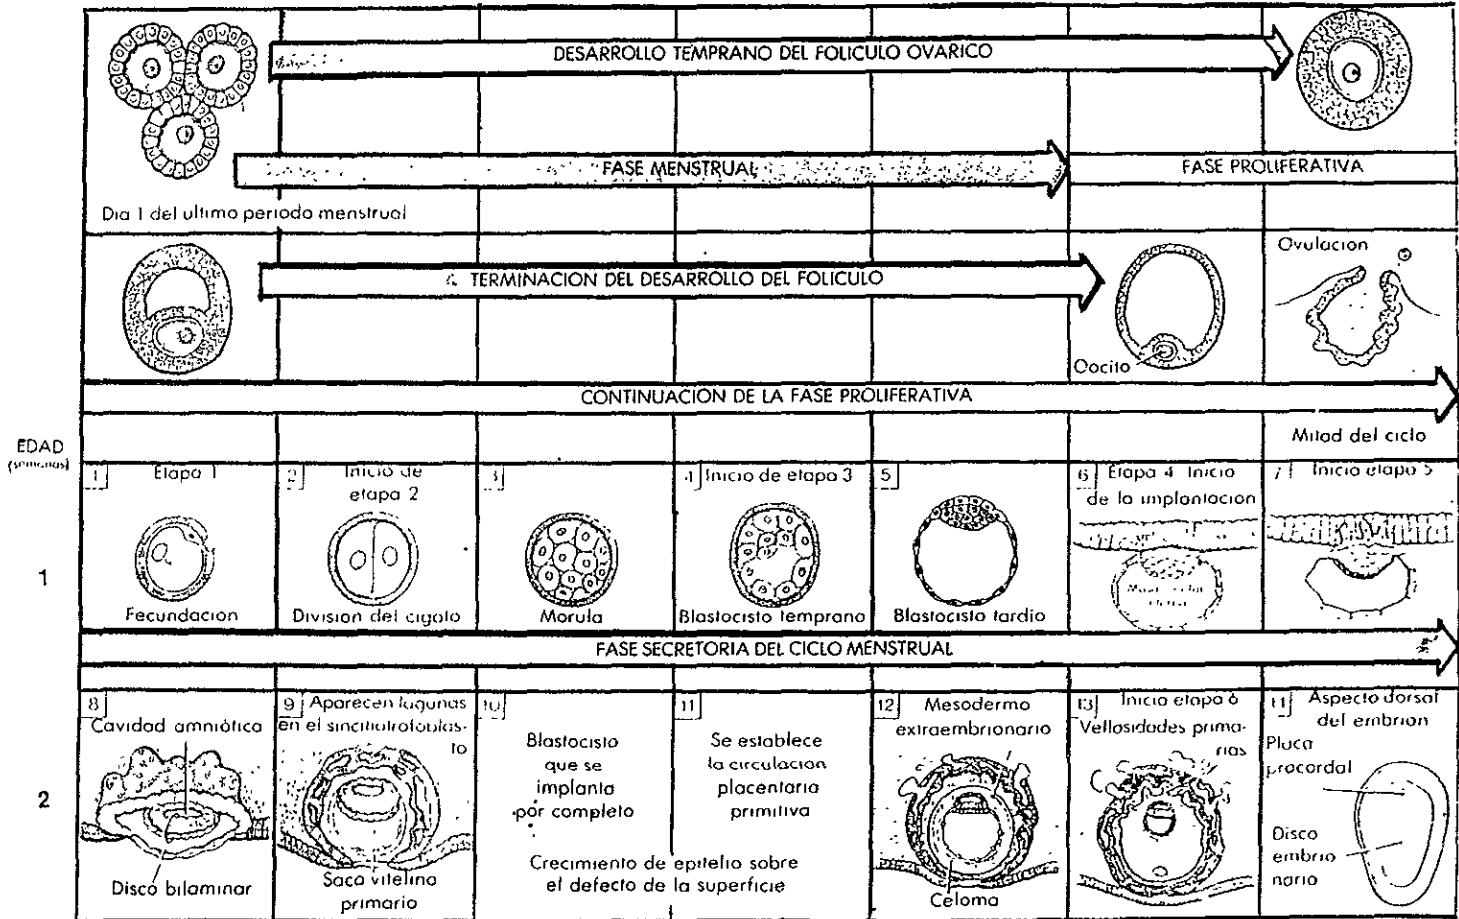 DESARROLLO TEMPRANO DEL FOLICULO OVARICO
FASE MENSTRUAL
FASE PROLIFERATIVA
Dia 1 del ultimo periodo menstrual
TERMINACION DEL DESARROLLO DEL FOLICULO
Ovulacion
Oocito
CONTINUACION DE LA FASE PROLIFERATIVA
Mitad del ciclo
EDAD
(semanas)
1
1
Etapa 1
Fecundacion
2
Inicio de
etapa 2
Division del cigoto
3
Morula
4
Inicio de etapa 3
Blastocisto temprano
5
Blastocisto tardio
6
Etapa 4 Inicio
de la implantacion
7
Inicio etapa 5
FASE SECRETORIA DEL CICLO MENSTRUAL
2
8
Cavidad amniótica
Disco bilaminar
9
Aparecen lagunas
en el sincitiotrofoblas-
to
Saco vitelino
primario
10
Blastocisto
que se
implanta
por completo
11
Se establece
la circulacion
placentaria
primitiva
Crecimiento de epitelio sobre
el defecto de la superficie
12
Mesodermo
extraembrionario
Celoma
13
Inicio etapa 6
Vellosidades prima-
rias
Aspecto dorsal
del embrion
Placa
procordal
Disco
embrio
nario